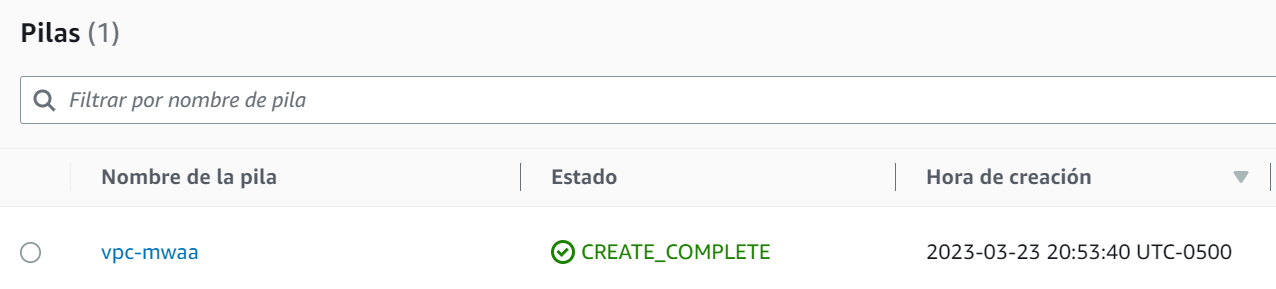 Pilas (1)
Filtrar por nombre de pila
Nombre de la pila Estado Hora de creación
vpc-mwaa CREATE_COMPLETE 2023-03-23 20:53:40 UTC-0500